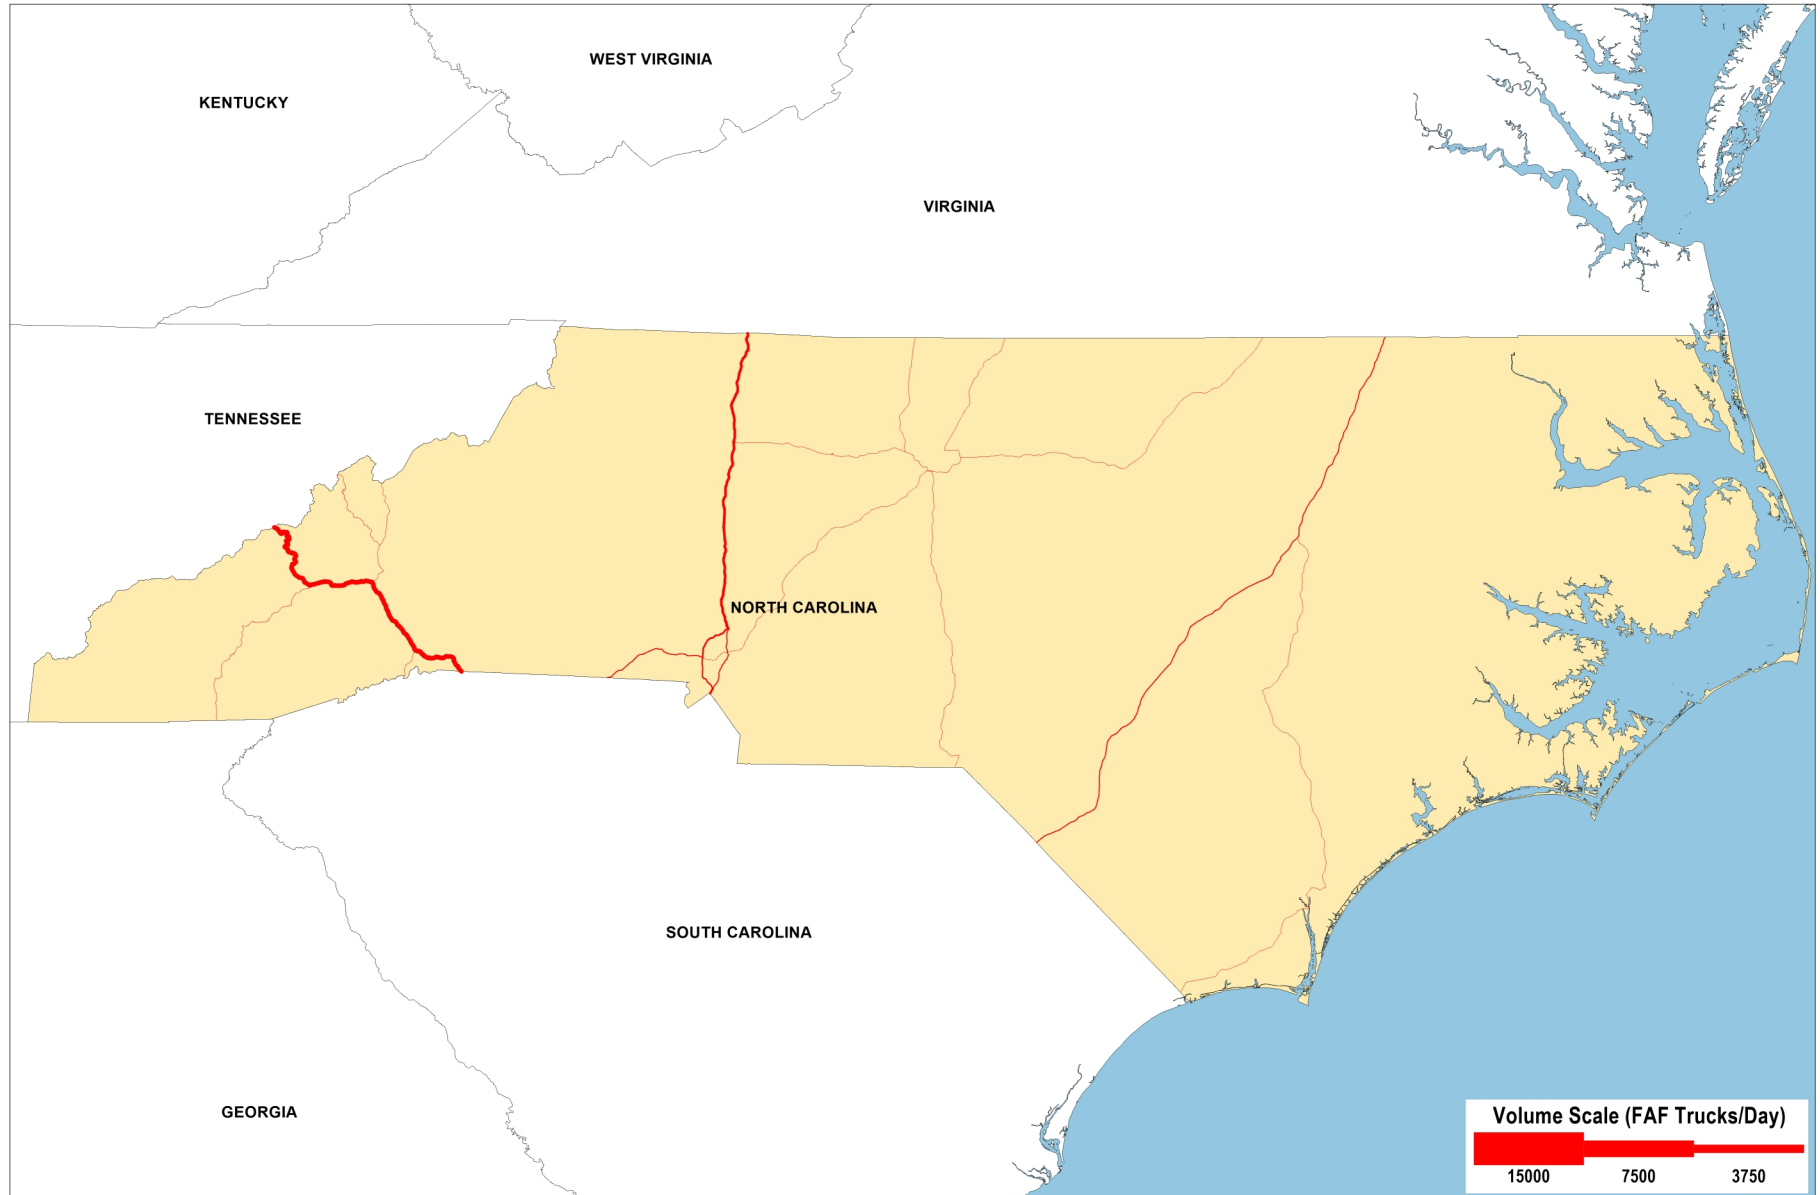 WEST VIRGINIA
KENTUCKY
VIRGINIA
TENNESSEE
NORTH CAROLINA
SOUTH CAROLINA
GEORGIA
Volume Scale (FAF Trucks/Day)
15000 7500 3750